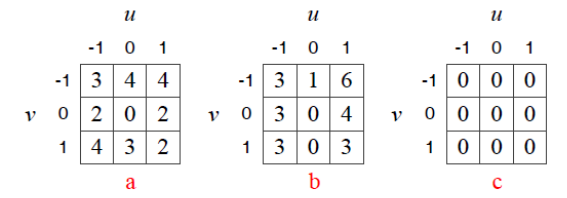 u u u
-1 0 1 -1 0 1 -1 0 1
-1 3 4 4 -1 3 1 6 -1 0 0 0
v 0 2 0 2 v 0 3 0 4 v 0 0 0 0
1 4 3 2 1 3 0 3 1 0 0 0
a b c